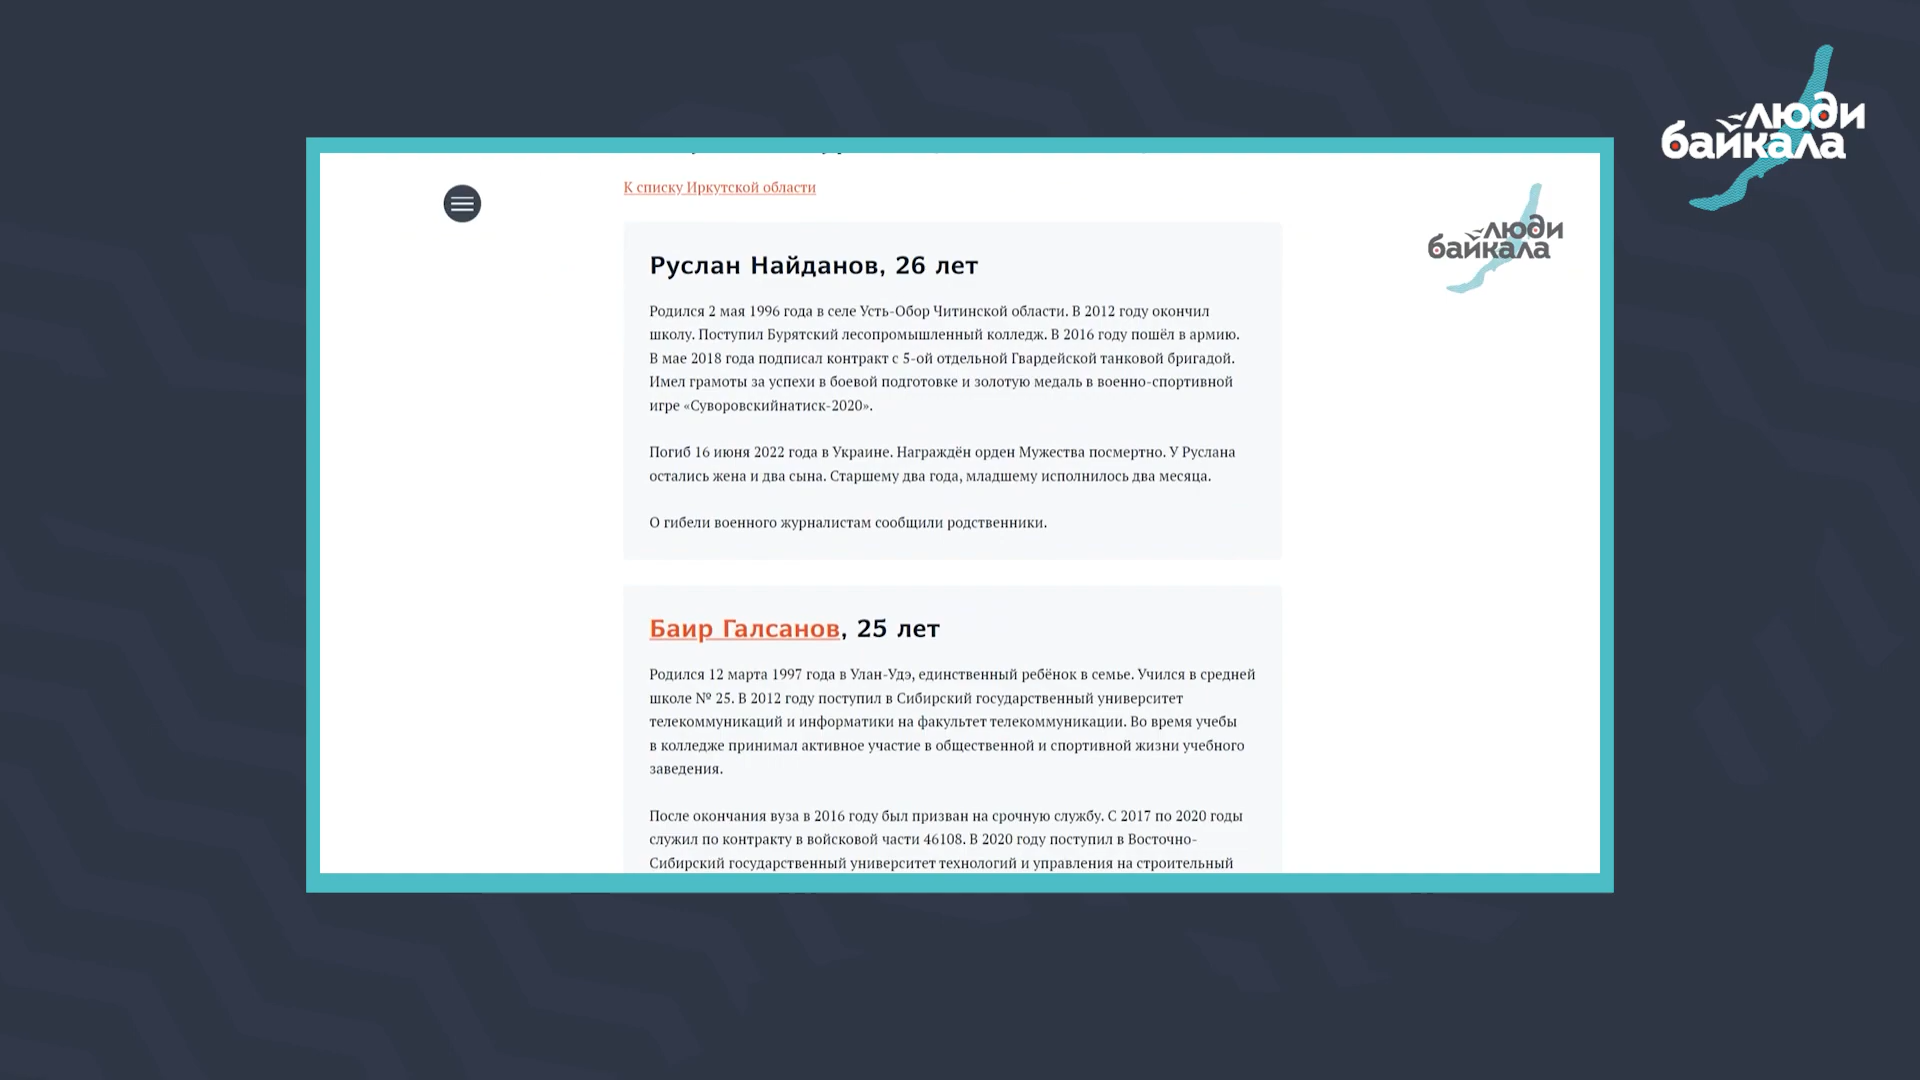 люди
байкала
К списку Иркутской области
люди
байкала
Руслан Найданов, 26 лет
Родился 2 мая 1996 года в селе Усть-Обор Читинской области. В 2012 году окончил
школу. Поступил Бурятский лесопромышленный колледж. В 2016 году пошёл в армию.
В мае 2018 года подписал контракт с 5-ой отдельной Гвардейской танковой бригадой.
Имел грамоты за успехи в боевой подготовке и золотую медаль в военно-спортивной
игре «Суворовскийнатиск-2020».
Погиб 16 июня 2022 года в Украине. Награждён орден Мужества посмертно. У Руслана
остались жена и два сына. Старшему два года, младшему исполнилось два месяца.
О гибели военного журналистам сообщили родственники.
Баир Галсанов, 25 лет
Родился 12 марта 1997 года в Улан-Удэ, единственный ребёнок в семье. Учился в средней
школе № 25. В 2012 году поступил в Сибирский государственный университет
телекоммуникаций и информатики на факультет телекоммуникации. Во время учебы
в колледже принимал активное участие в общественной и спортивной жизни учебного
заведения.
После окончания вуза в 2016 году был призван на срочную службу. С 2017 по 2020 годы
служил по контракту в войсковой части 46108. В 2020 году поступил в Восточно-
Сибирский государственный университет технологий и управления на строительный